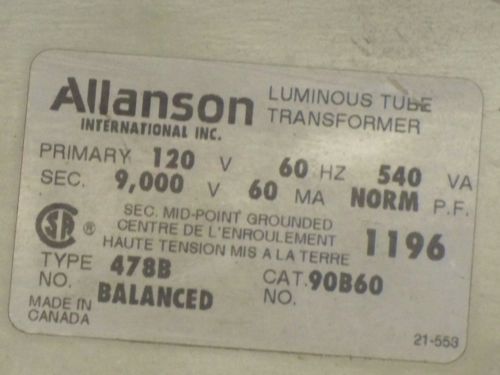 Allanson LUMINOUS TUBE
INTERNATIONAL INC. TRANSFORMER
PRIMARY 120 V 60 HZ 540 VA
SEC. 9,000 V 60 MA NORM P.F.
SEC. MID-POINT GROUNDED
CENTRE DE L'ENROULEMENT
HAUTE TENSION MIS A LA TERRE
1196
SA ®
TYPE 478B CAT. 90B60
NO. BALANCED NO.
MADE IN
CANADA
21-553